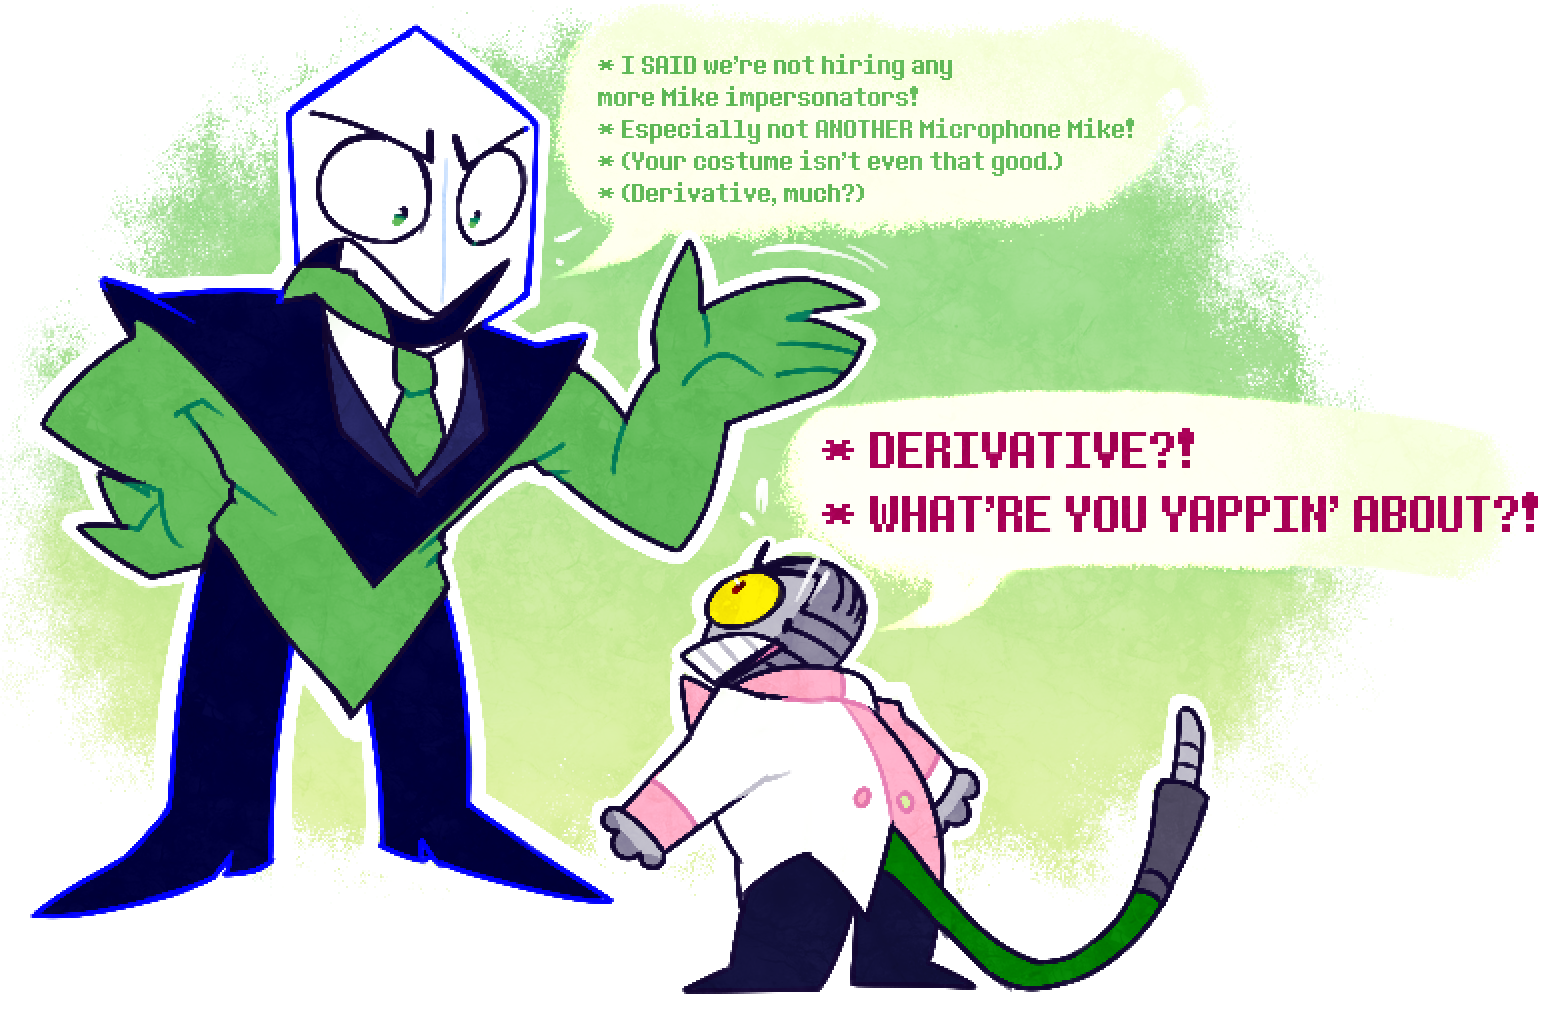 * I SAID we're not hiring any
more Mike impersonators!
* Especially not ANOTHER Microphone Mike!
* (Your costume isn't even that good.)
* (Derivative, much?)
* DERIVATIVE?!
* WHAT'RE YOU YAPPIN' ABOUT?!